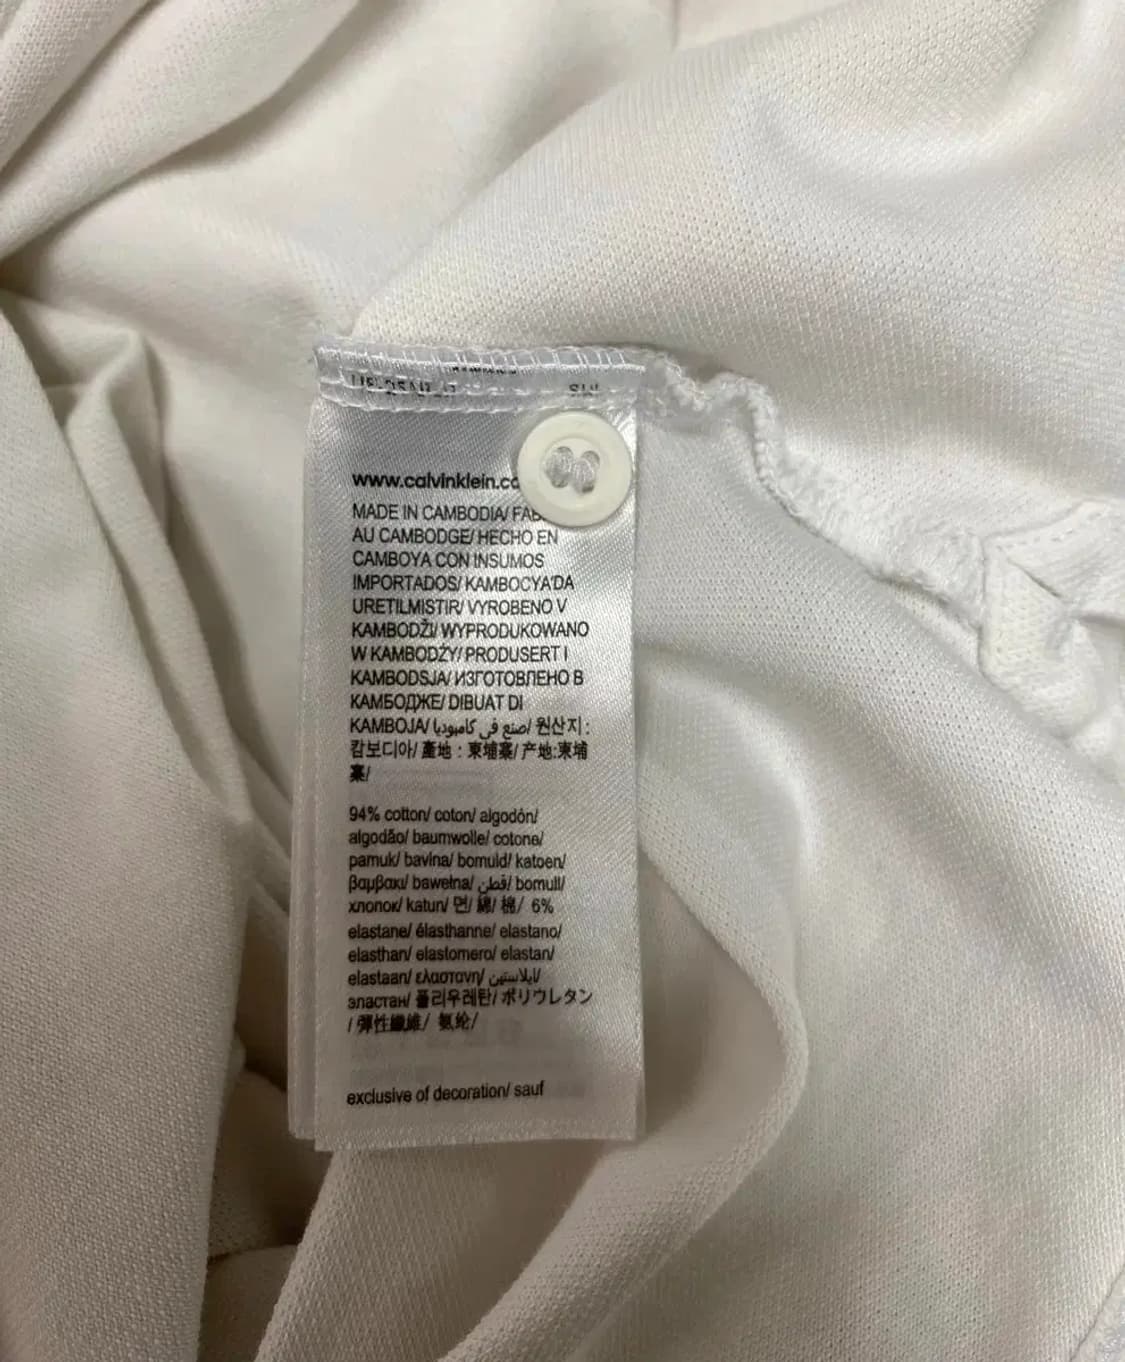 www.calvinklein.co
MADE IN CAMBODIA/ FAB
AU CAMBODGE/ HECHO EN
CAMBOYA CON INSUMOS
IMPORTADOS/ KAMBOÇYA'DA
URETILMISTIR/ VYROBENO V
KAMBODŽI/ WYPRODUKOWANO
W KAMBODŻY/ PRODUSERT I
KAMBODSJA/ ИЗГОТОВЛЕНО В
КАМБОДЖЕ/ DIBUAT DI
KAMBOJA/ صنع في كامبوديا/ 원산지:
캄보디아/ 產地：柬埔寨/ 产地:柬埔
寨/
94% cotton/ coton/ algodón/
algodão/ baumwolle/ cotone/
pamuk/ bavlna/ bomuld/ katoen/
βαμβακι/ bawełna/ قطن/ bomull/
хлопок/ katun/ 면/ 綿/ 棉/ 6%
elastane/ élasthanne/ elastano/
elasthan/ elastomero/ elastan/
elastaan/ ελαστανη/ ايلاستين/
эластан/ 폴리우레탄/ ポリウレタン
/ 彈性纖維/ 氨纶/
exclusive of decoration/ sauf